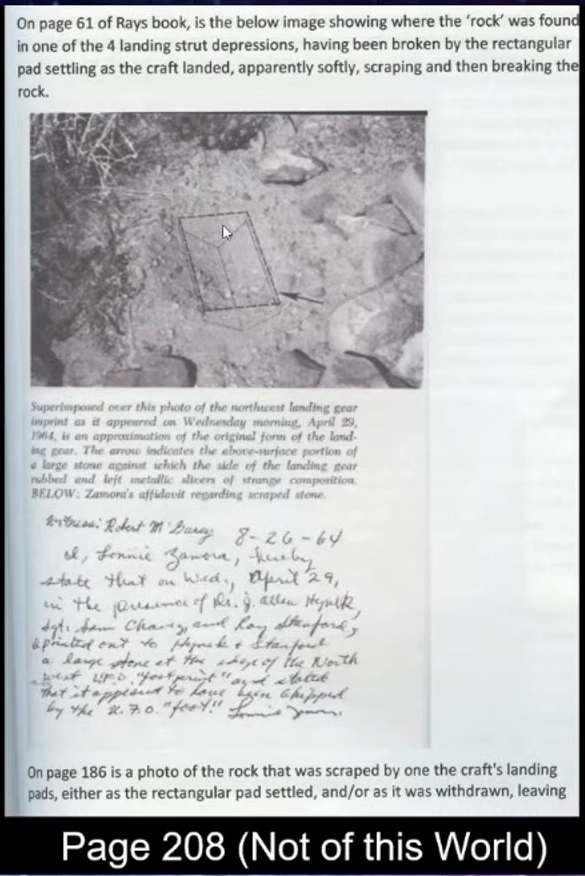 On page 61 of Rays book, is the below image showing where the 'rock' was found
in one of the 4 landing strut depressions, having been broken by the rectangular
pad settling as the craft landed, apparently softly, scraping and then breaking the
rock.
Superimposed over this photo of the northwest landing gear
imprint as it appeared on Wednesday morning, April 29,
1964, is an approximation of the original form of the land-
ing gear. The arrow indicates the above-surface portion of
a large stone against which the side of the landing gear
rubbed and left metallic slivers of strange composition.
BELOW: Zamora's affidavit regarding scraped stone.
Witness: Robert M 8-26-64
I, Lonnie Zamora, hereby
state that on Wed., April 29,
in the presence of Dr. J. Allen Hynek,
Sgt. Sam Chavez, and Ray Stanford,
I pointed out to Hynek & Stanford
a large stone at the edge of the North
west U.F.O. "footprint" and stated
that it appeared to have been chipped
by the U.F.O. "foot!" Lonnie Zamora.
On page 186 is a photo of the rock that was scraped by one the craft's landing
pads, either as the rectangular pad settled, and/or as it was withdrawn, leaving
Page 208 (Not of this World)